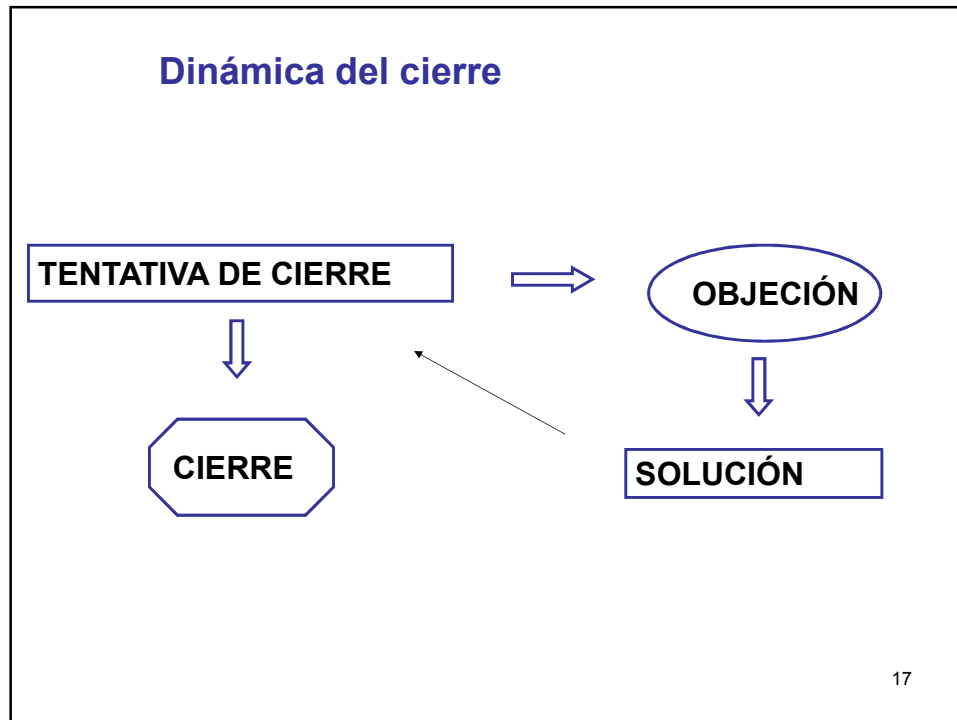 Dinámica del cierre
TENTATIVA DE CIERRE
OBJECIÓN
CIERRE
SOLUCIÓN
17